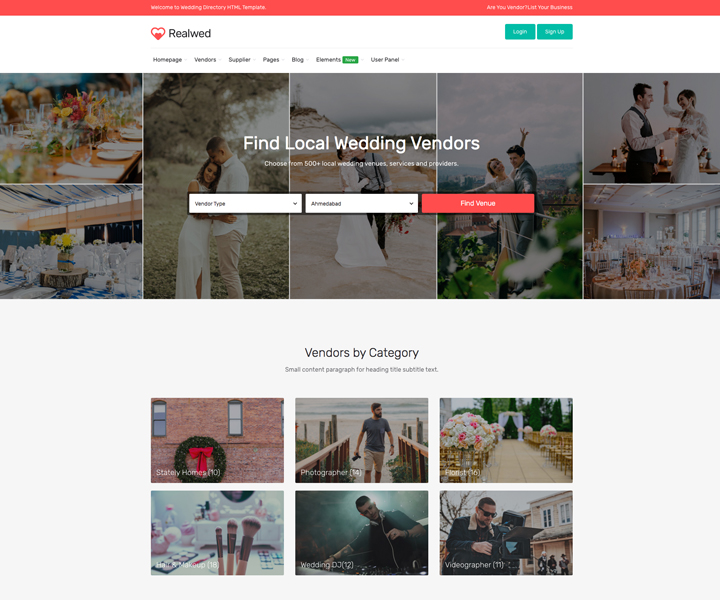 Welcome to Wedding Directory HTML Template.
Are You Vendor?List Your Business
Realwed
Login
Sign Up
Homepage
Vendors
Supplier
Pages
Blog
Elements New
User Panel
Find Local Wedding Vendors
Choose from 500+ local wedding venues, services and providers.
Vendor Type
Ahmedabad
Find Venue
Vendors by Category
Small content paragraph for heading title subtitle text.
Stately Homes (10)
Photographer (14)
Florist (16)
Hair & Makeup (18)
Wedding DJ(12)
Videographer (11)